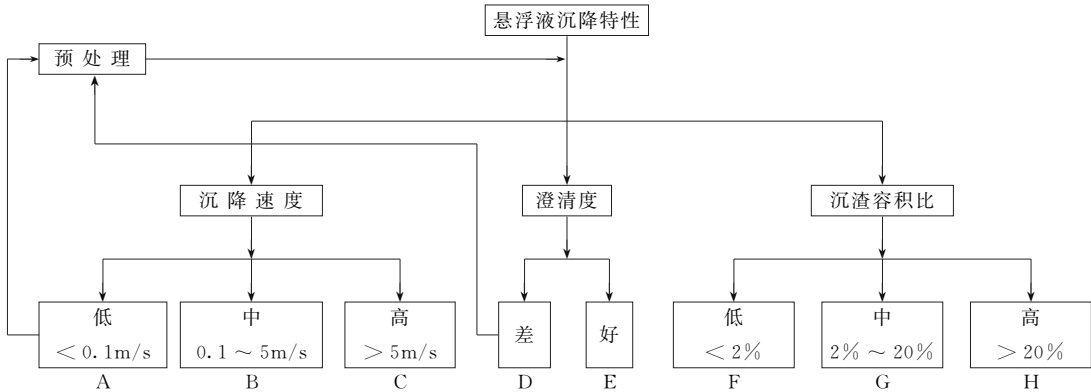 悬浮液沉降特性
预处理
沉降速度
澄清度
沉渣容积比
低
<0.1m/s
中
0.1～5m/s
高
>5m/s
差
好
低
<2%
中
2%～20%
高
>20%
A
B
C
D
E
F
G
H